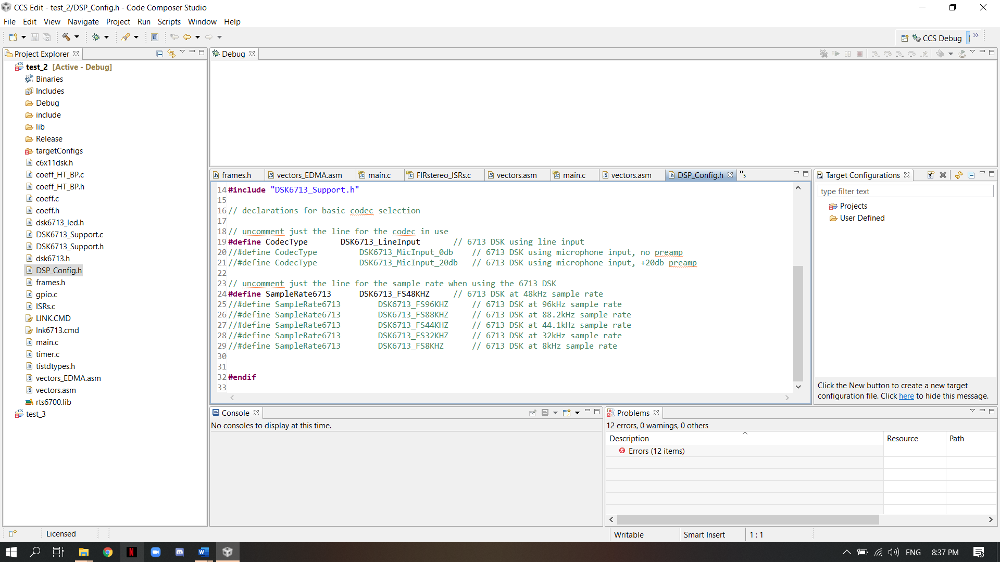 CCS Edit - test_2/DSP_Config.h - Code Composer Studio
File Edit View Navigate Project Run Scripts Window Help
CCS Debug
Project Explorer
test_2 [Active - Debug]
Binaries
Includes
Debug
include
lib
Release
targetConfigs
c6x11dsk.h
coeff_HT_BP.c
coeff_HT_BP.h
coeff.c
coeff.h
dsk6713_led.h
DSK6713_Support.c
DSK6713_Support.h
dsk6713.h
DSP_Config.h
frames.h
gpio.c
ISRs.c
LINK.CMD
lnk6713.cmd
main.c
timer.c
tistdtypes.h
vectors_EDMA.asm
vectors.asm
rts6700.lib
test_3
Debug
frames.h vectors_EDMA.asm main.c FIRstereo_ISRs.c vectors.asm main.c vectors.asm DSP_Config.h »5
14 #include "DSK6713_Support.h"
15
16 // declarations for basic codec selection
17
18 // uncomment just the line for the codec in use
19 #define CodecType DSK6713_LineInput // 6713 DSK using line input
20 //#define CodecType DSK6713_MicInput_0db // 6713 DSK using microphone input, no preamp
21 //#define CodecType DSK6713_MicInput_20db // 6713 DSK using microphone input, +20db preamp
22
23 // uncomment just the line for the sample rate when using the 6713 DSK
24 #define SampleRate6713 DSK6713_FS48KHZ // 6713 DSK at 48kHz sample rate
25 //#define SampleRate6713 DSK6713_FS96KHZ // 6713 DSK at 96kHz sample rate
26 //#define SampleRate6713 DSK6713_FS88KHZ // 6713 DSK at 88.2kHz sample rate
27 //#define SampleRate6713 DSK6713_FS44KHZ // 6713 DSK at 44.1kHz sample rate
28 //#define SampleRate6713 DSK6713_FS32KHZ // 6713 DSK at 32kHz sample rate
29 //#define SampleRate6713 DSK6713_FS8KHZ // 6713 DSK at 8kHz sample rate
30
31
32 #endif
33
Target Configurations
type filter text
Projects
User Defined
Click the New button to create a new target
configuration file. Click here to hide this message.
Console
No consoles to display at this time.
Problems
12 errors, 0 warnings, 0 others
Description Resource Path
Errors (12 items)
Licensed
Writable Smart Insert 1 : 1
ENG 8:37 PM